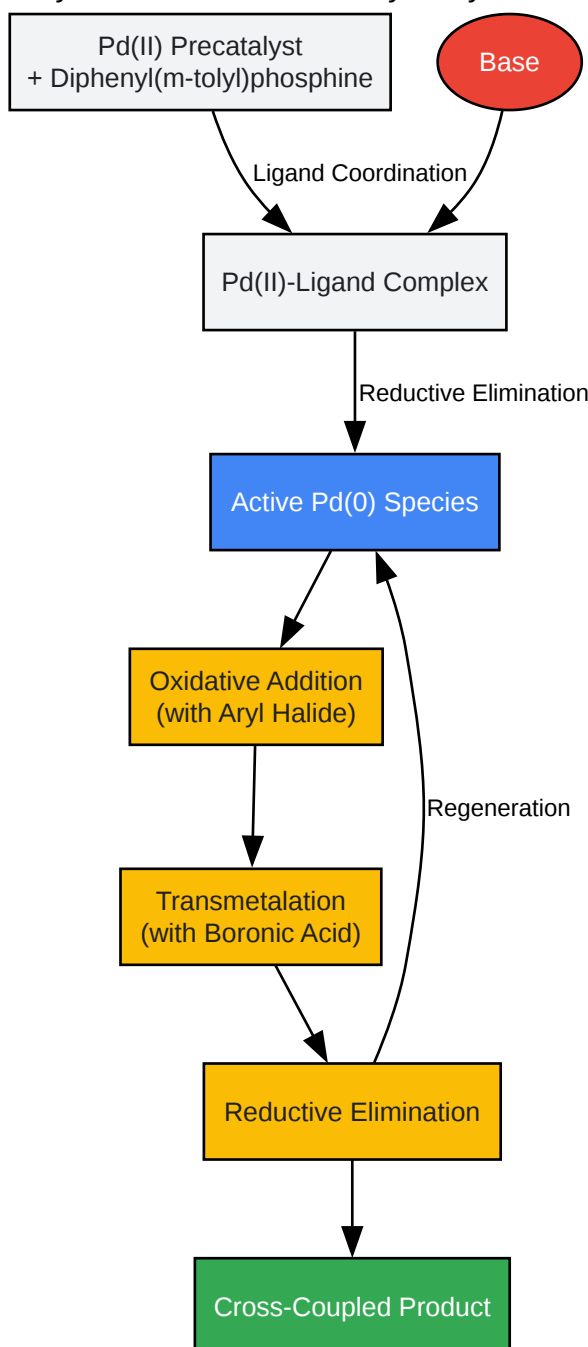 Pd(II) Precatalyst
+ Diphenyl(m-tolyl)phosphine
Base
Ligand Coordination
Pd(II)-Ligand Complex
Reductive Elimination
Active Pd(0) Species
Oxidative Addition
(with Aryl Halide)
Regeneration
Transmetalation
(with Boronic Acid)
Reductive Elimination
Cross-Coupled Product